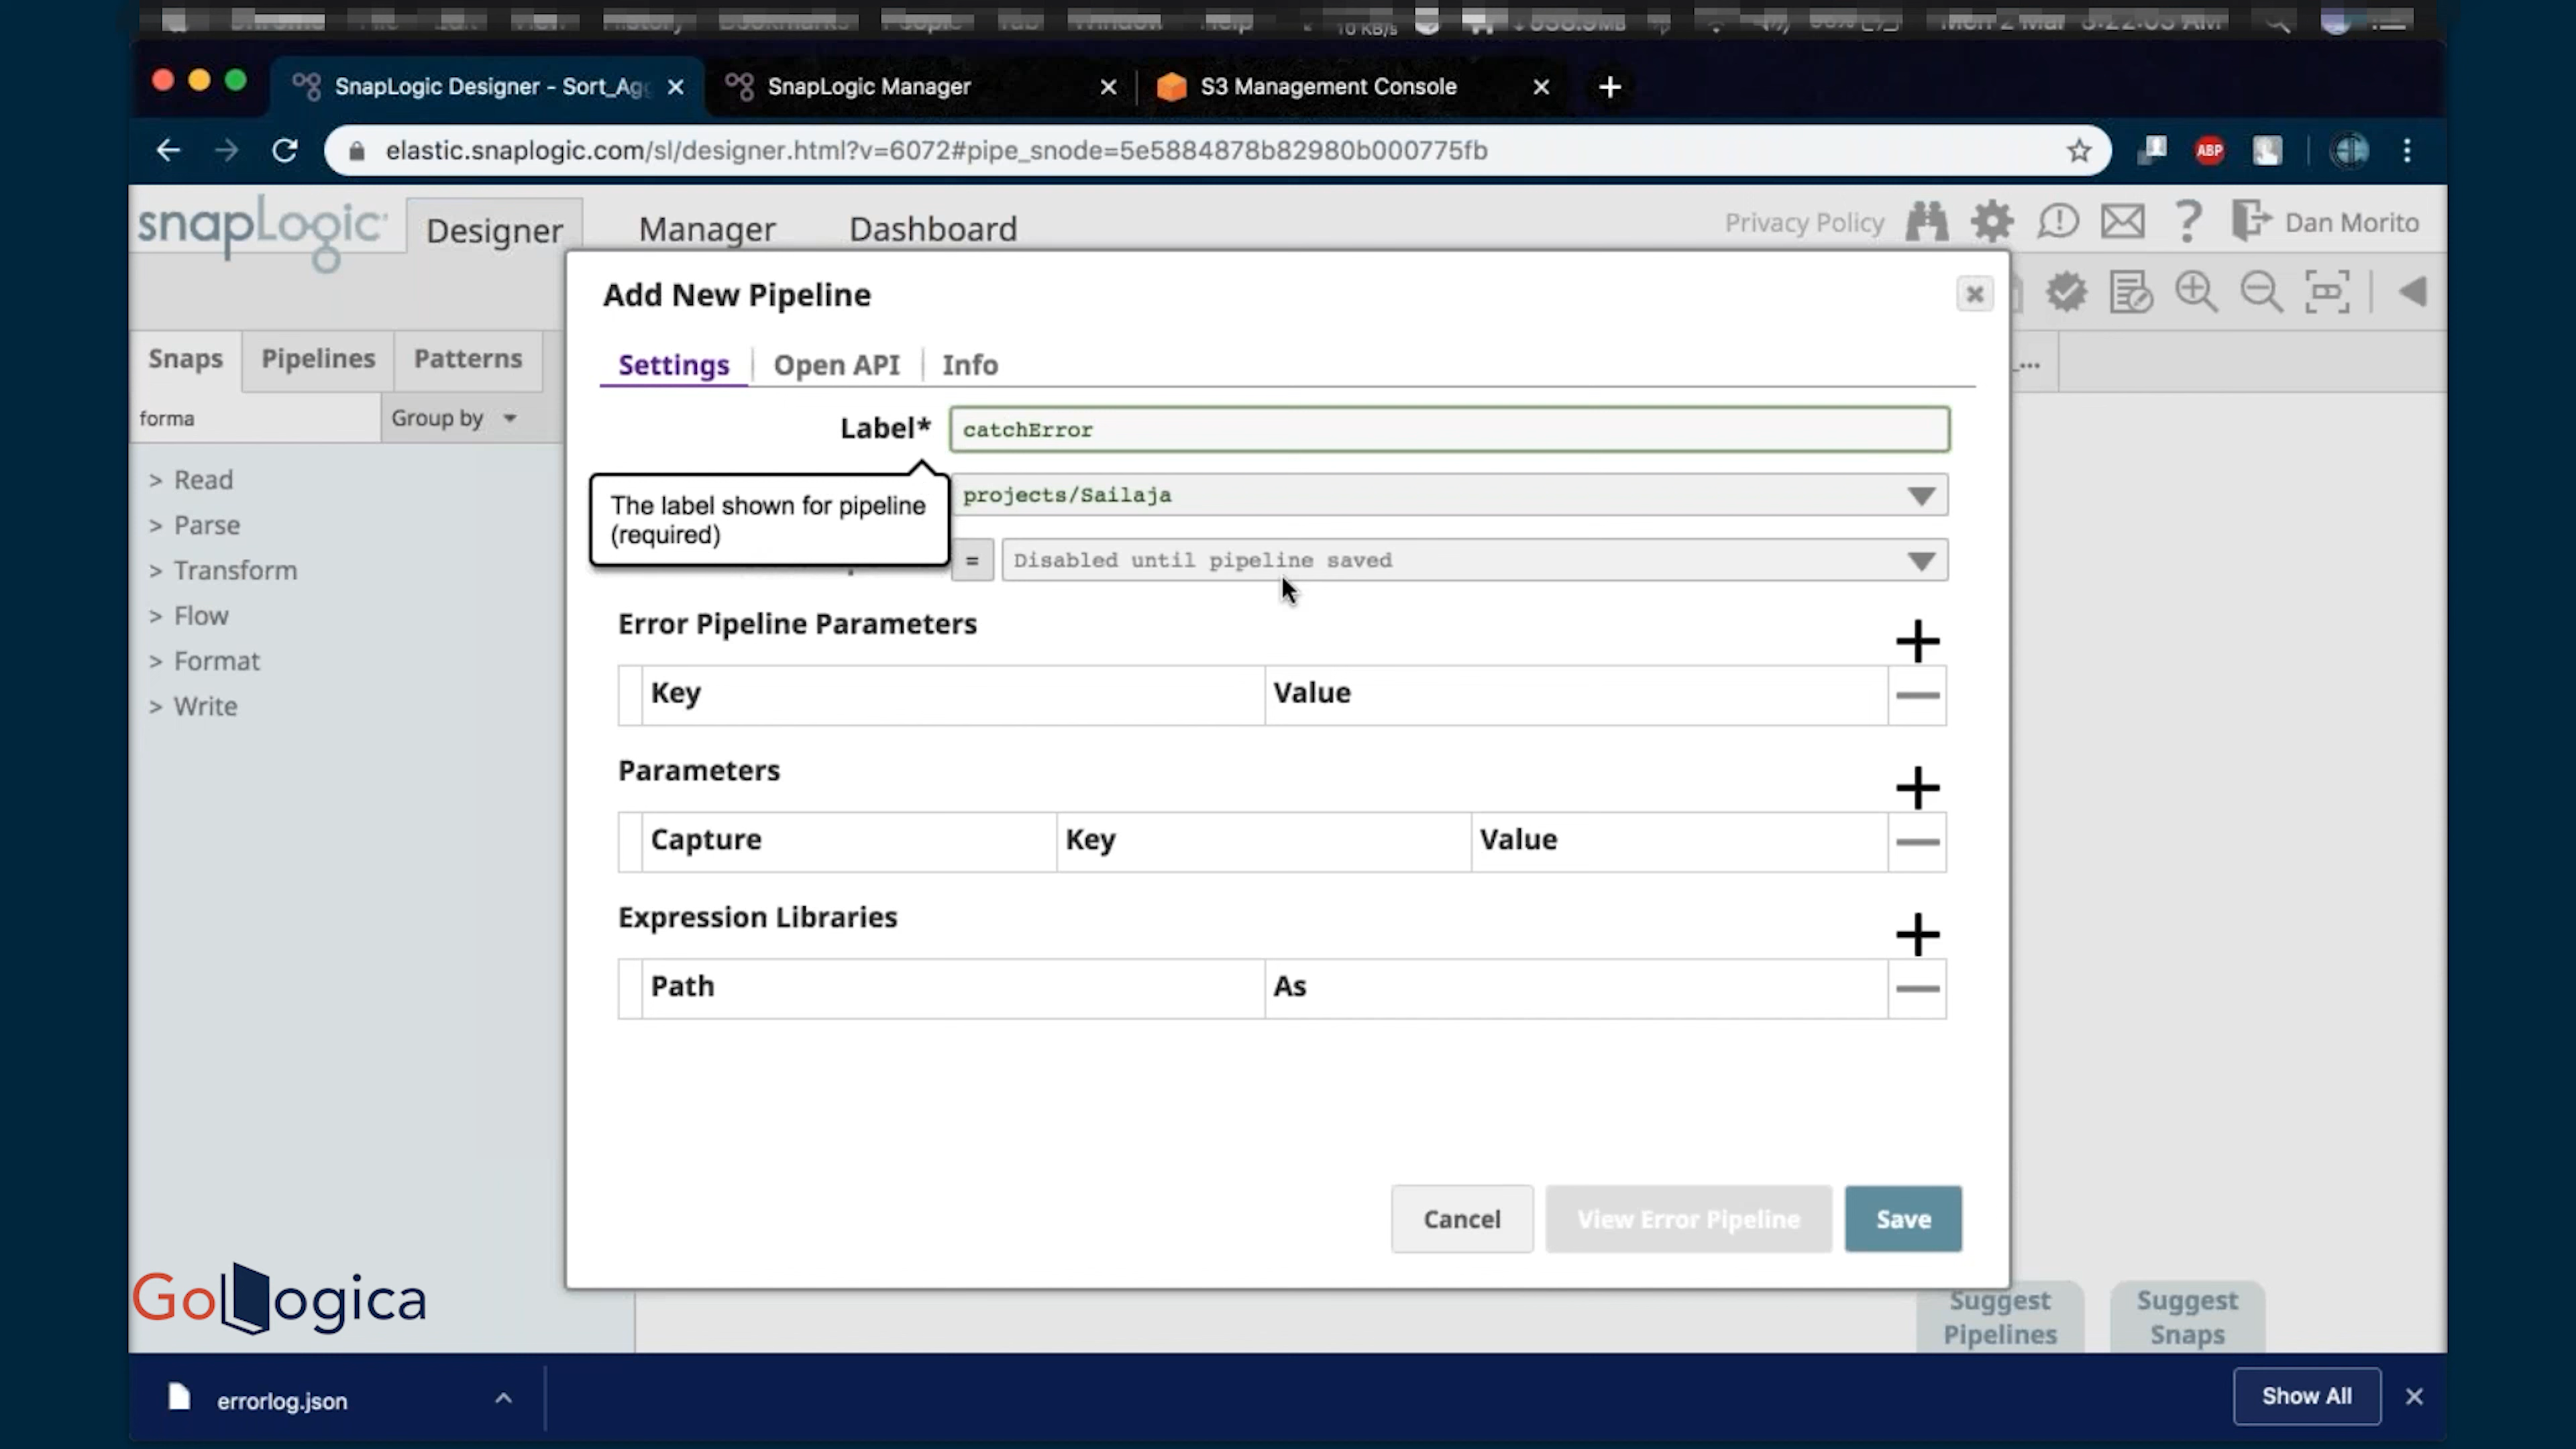 10 KB/s
SnapLogic Designer - Sort_Agg
SnapLogic Manager
S3 Management Console
elastic.snaplogic.com/sl/designer.html?v=6072#pipe_snode=5e5884878b82980b000775fb
ABP
snapLogic
Designer
Manager
Dashboard
Privacy Policy
Dan Morito
Add New Pipeline
Snaps
Pipelines
Patterns
Settings
Open API
Info
forma
Group by
Label*
catchError
The label shown for pipeline
(required)
projects/Sailaja
=
Disabled until pipeline saved
> Read
> Parse
> Transform
> Flow
> Format
> Write
Error Pipeline Parameters
Key
Value
Parameters
Capture
Key
Value
Expression Libraries
Path
As
Cancel
View Error Pipeline
Save
GoLogica
Suggest
Pipelines
Suggest
Snaps
errorlog.json
Show All